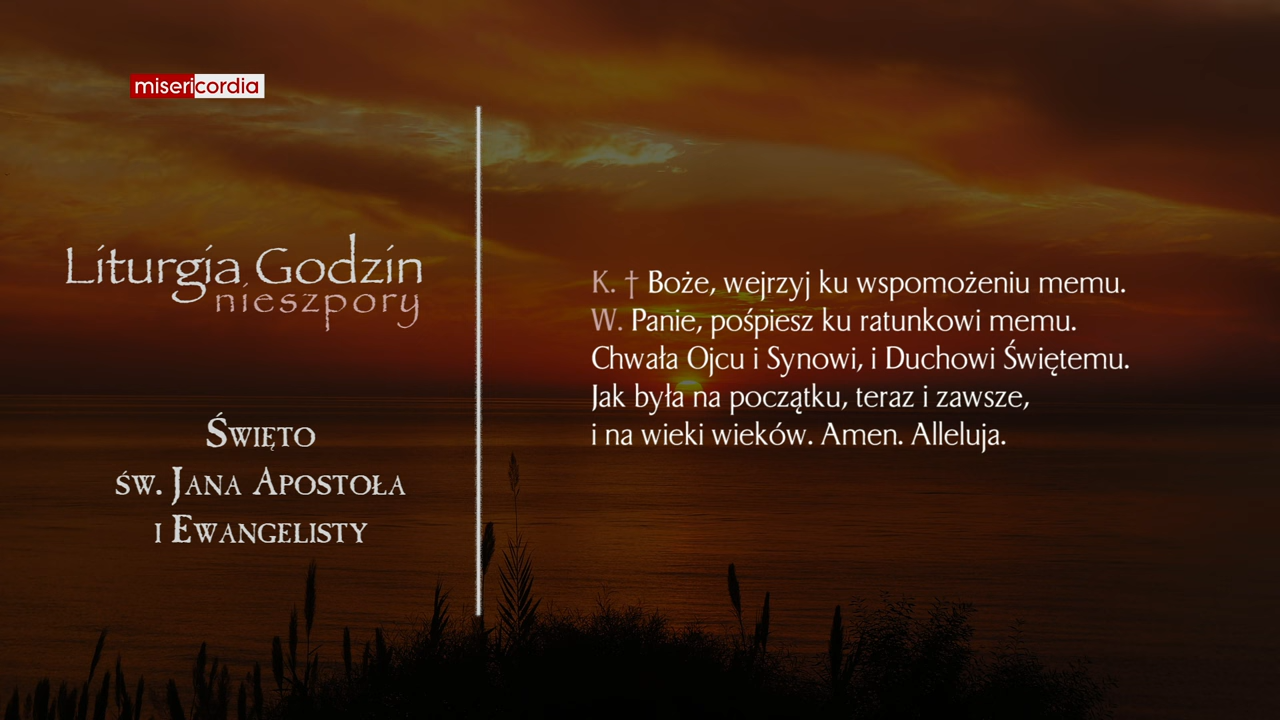 misericordia
Liturgia Godzin
nieszpory
Święto
św. Jana Apostoła
i Ewangelisty
K. † Boże, wejrzyj ku wspomożeniu memu.
W. Panie, pośpiesz ku ratunkowi memu.
Chwała Ojcu i Synowi, i Duchowi Świętemu.
Jak była na początku, teraz i zawsze,
i na wieki wieków. Amen. Alleluja.